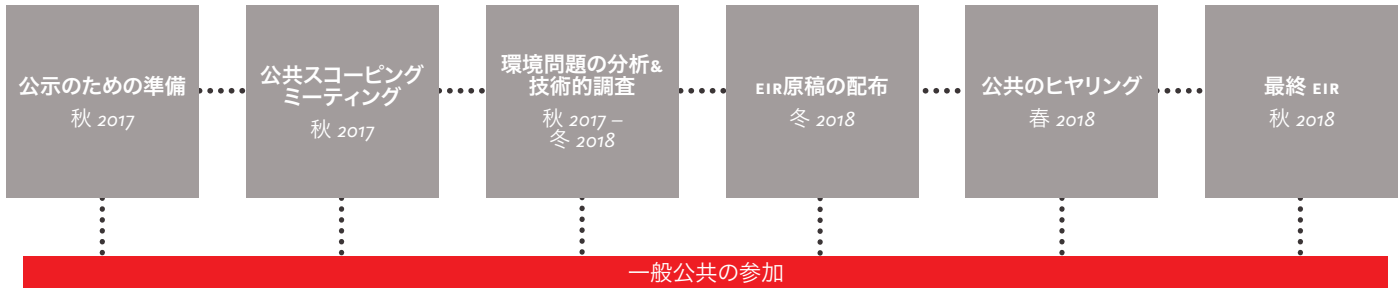 公示のための準備
秋 2017
公共スコーピング
ミーティング
秋 2017
環境問題の分析&
技術的調査
秋 2017 –
冬 2018
EIR原稿の配布
冬 2018
公共のヒヤリング
春 2018
最終 EIR
秋 2018
一般公共の参加